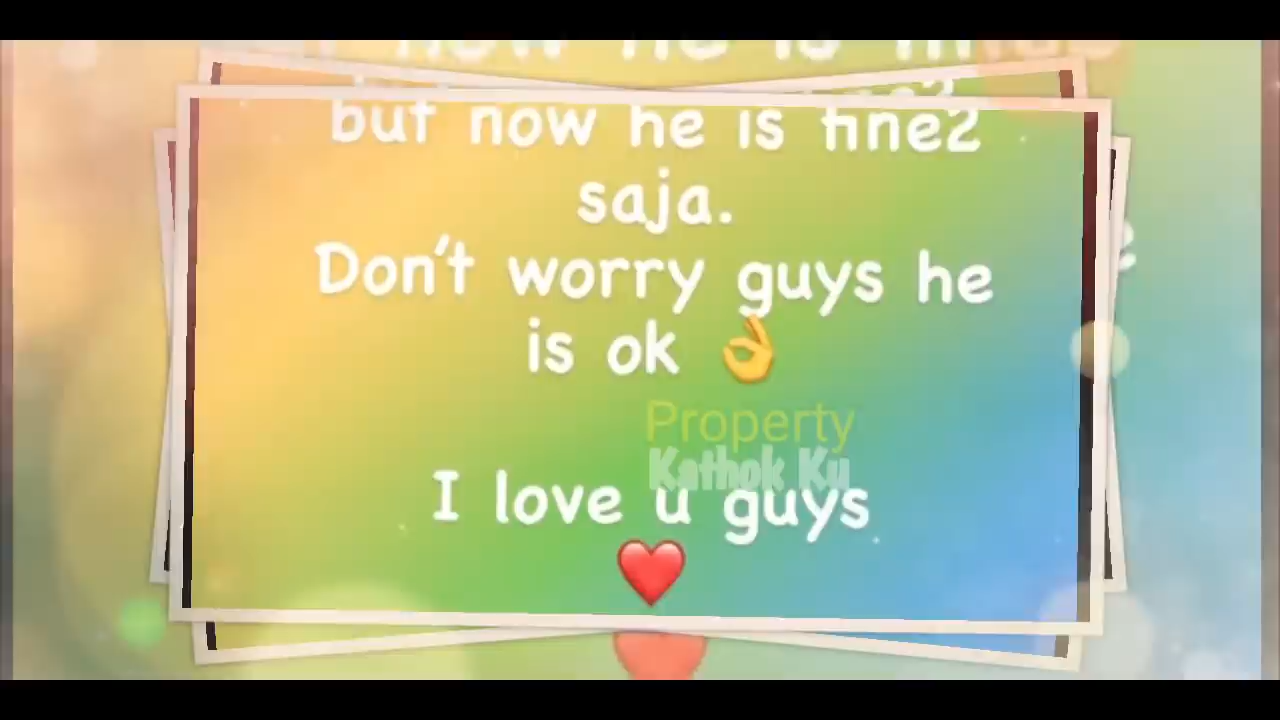 but now he is fine2
saja.
Don't worry guys he
is ok 👌
Property
Kathok Ku
I love u guys
❤️